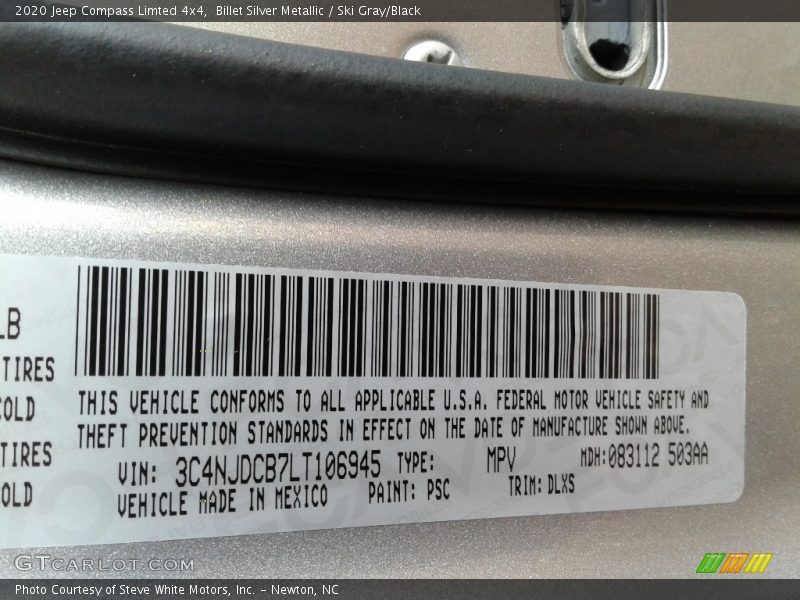 2020 Jeep Compass Limted 4x4,  Billet Silver Metallic / Ski Gray/Black
LB
TIRES
COLD
TIRES
OLD
THIS VEHICLE CONFORMS TO ALL APPLICABLE U.S.A. FEDERAL MOTOR VEHICLE SAFETY AND
THEFT PREVENTION STANDARDS IN EFFECT ON THE DATE OF MANUFACTURE SHOWN ABOVE.
VIN: 3C4NJDCB7LT106945 TYPE: MPV MDH:083112 503AA
VEHICLE MADE IN MEXICO PAINT: PSC TRIM: DLXS
GTCARLOT.COM
Photo Courtesy of Steve White Motors, Inc. – Newton, NC